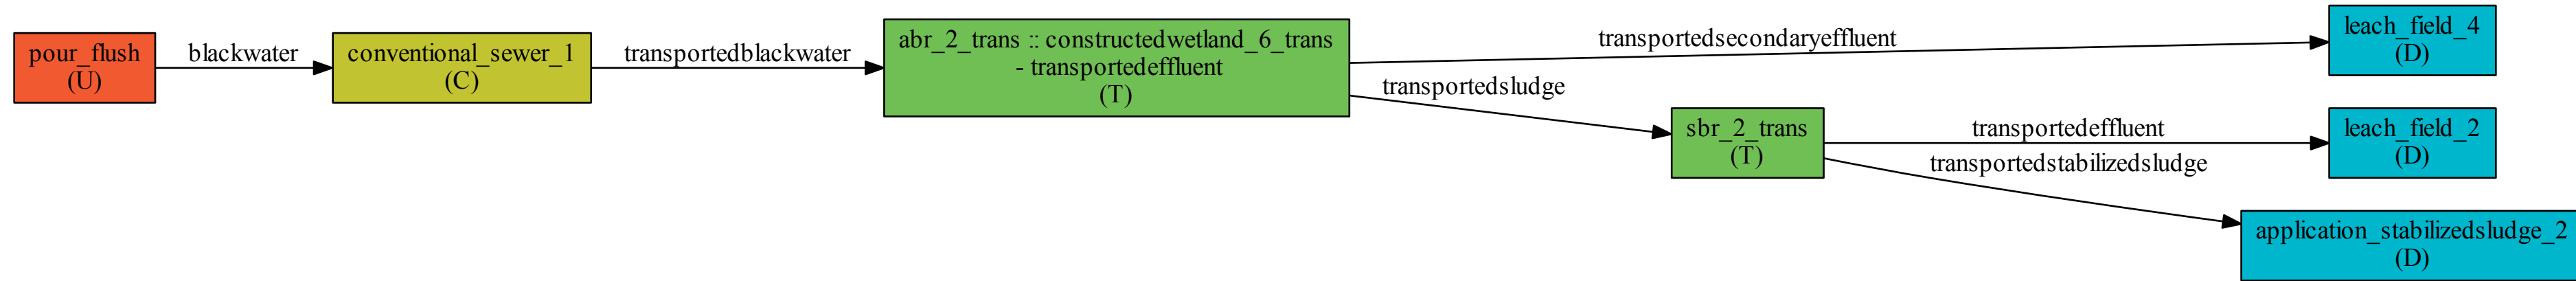 pour_flush
(U)
blackwater
conventional_sewer_1
(C)
transportedblackwater
abr_2_trans :: constructedwetland_6_trans
- transportedeffluent
(T)
transportedsecondaryeffluent
leach_field_4
(D)
transportedsludge
sbr_2_trans
(T)
transportedeffluent
leach_field_2
(D)
transportedstabilizedsludge
application_stabilizedsludge_2
(D)